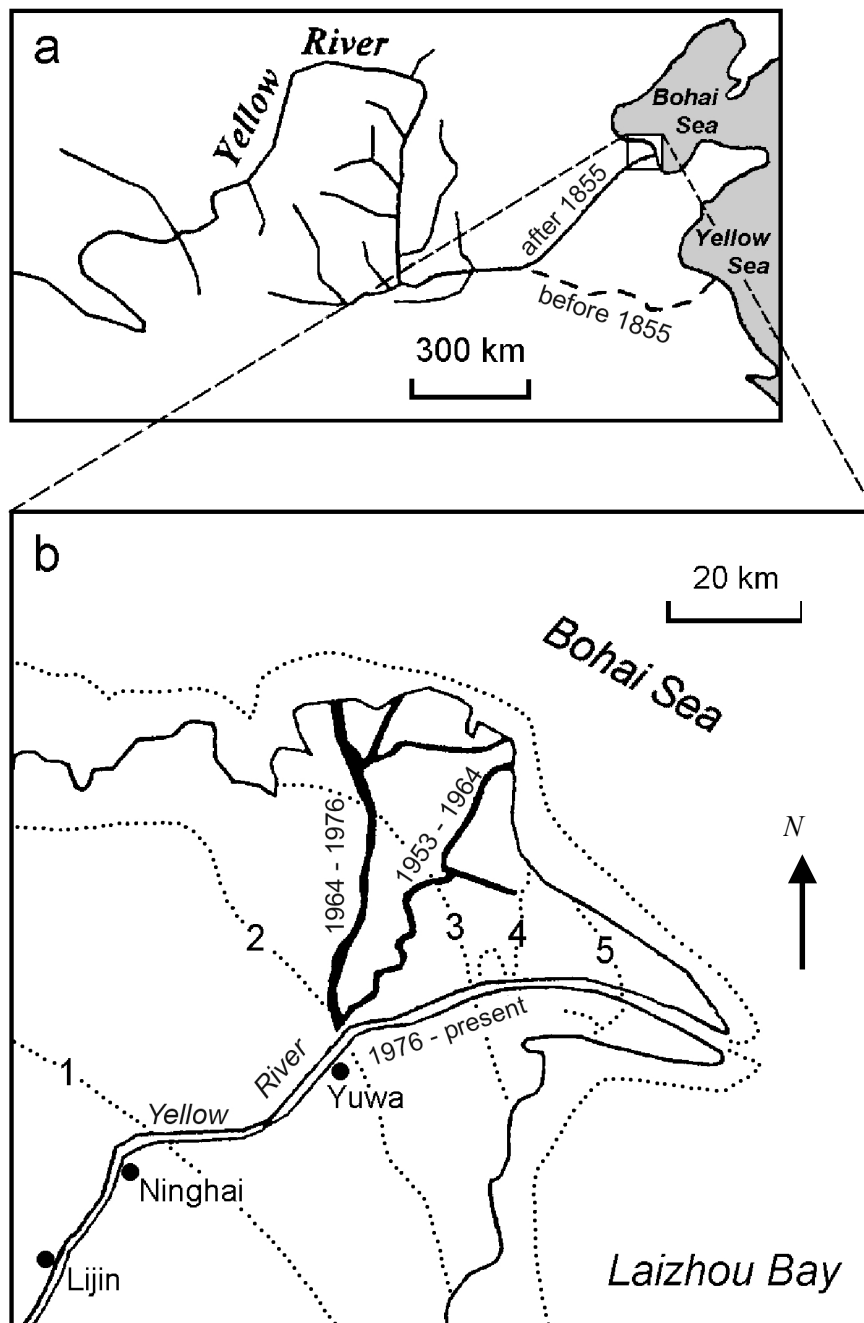 a
Yellow
River
Bohai
Sea
after 1855
Yellow
Sea
before 1855
300 km
b
20 km
Bohai Sea
N
1964 - 1976
1953 - 1964
2
3
4
5
1976 - present
1
River
Yuwa
Yellow
Ninghai
Lijin
Laizhou Bay